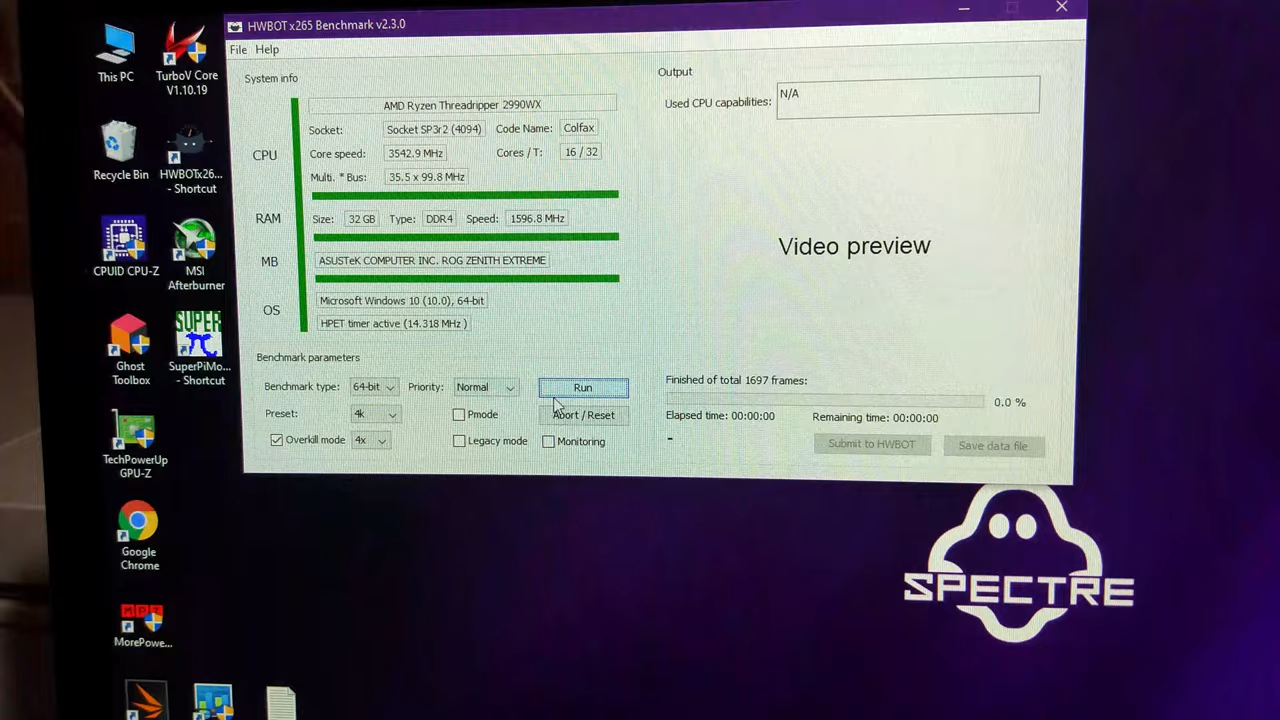 HWBOT x265 Benchmark v2.3.0
File Help
System info
CPU
AMD Ryzen Threadripper 2990WX
Socket: Socket SP3r2 (4094) Code Name: Colfax
Core speed: 3542.9 MHz Cores / T: 16 / 32
Multi. * Bus: 35.5 x 99.8 MHz
RAM Size: 32 GB Type: DDR4 Speed: 1596.8 MHz
MB ASUSTeK COMPUTER INC. ROG ZENITH EXTREME
OS Microsoft Windows 10 (10.0), 64-bit
HPET timer active (14.318 MHz )
Benchmark parameters
Benchmark type: 64-bit Priority: Normal Run
Preset: 4k Pmode Abort / Reset
Overkill mode 4x Legacy mode Monitoring
Output
Used CPU capabilities: N/A
Video preview
Finished of total 1697 frames:
0.0 %
Elapsed time: 00:00:00 Remaining time: 00:00:00
-
Submit to HWBOT Save data file
This PC
TurboV Core
V1.10.19
Recycle Bin
HWBOTx26...
- Shortcut
CPUID CPU-Z
MSI
Afterburner
Ghost
Toolbox
SUPER
π
SuperPiMo...
- Shortcut
TechPowerUp
GPU-Z
Google
Chrome
MPT
MorePowe...
SPECTRE